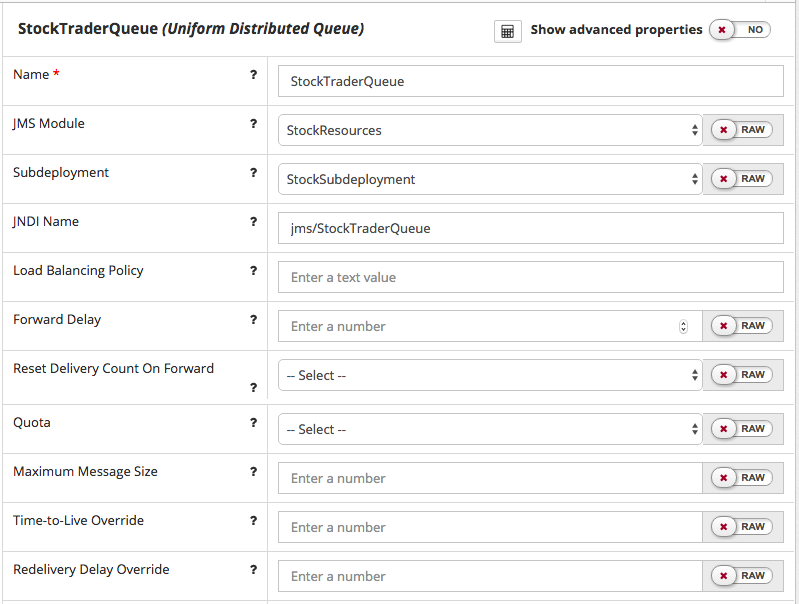 StockTraderQueue (Uniform Distributed Queue)
Show advanced properties NO
Name * ?
StockTraderQueue
JMS Module ?
StockResources RAW
Subdeployment ?
StockSubdeployment RAW
JNDI Name ?
jms/StockTraderQueue
Load Balancing Policy ?
Enter a text value
Forward Delay ?
Enter a number RAW
Reset Delivery Count On Forward
?
-- Select -- RAW
Quota ?
-- Select -- RAW
Maximum Message Size ?
Enter a number RAW
Time-to-Live Override ?
Enter a number RAW
Redelivery Delay Override ?
Enter a number RAW